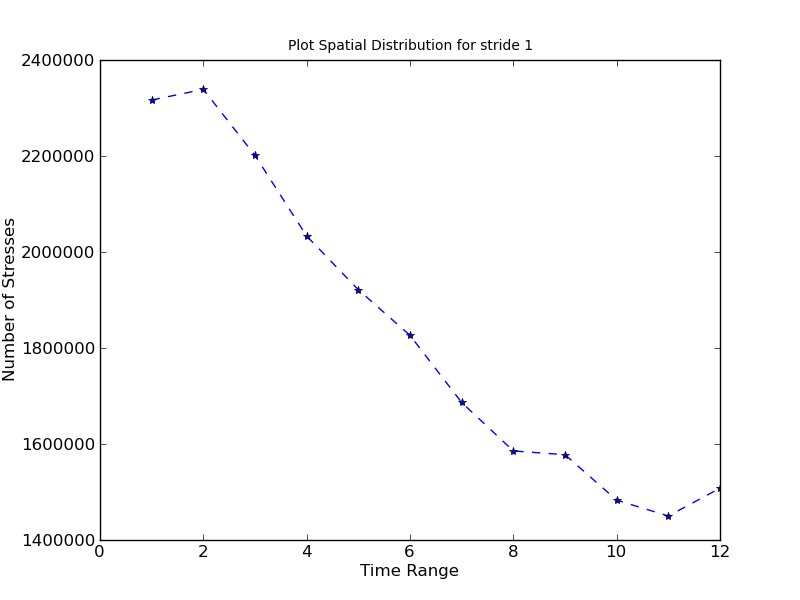 Plot Spatial Distribution for stride 1
2400000
2200000
2000000
1800000
1600000
1400000
Number of Stresses
0 2 4 6 8 10 12
Time Range